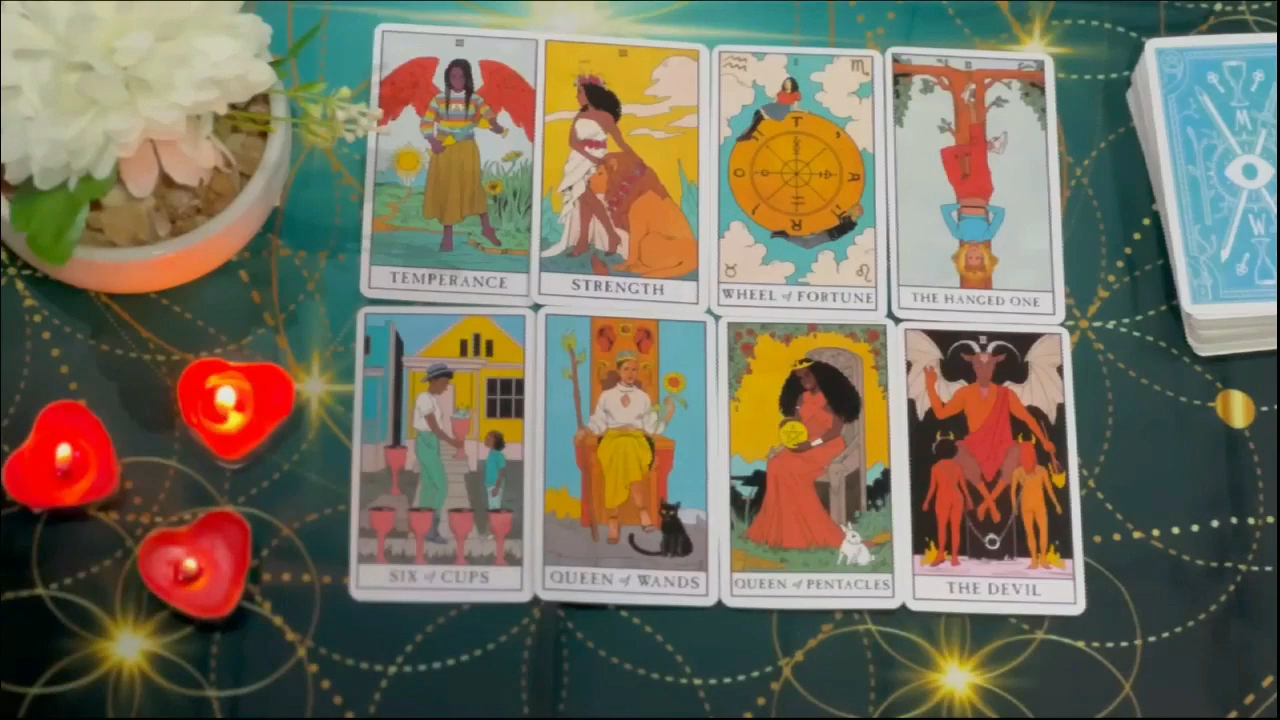 TEMPERANCE
STRENGTH
WHEEL of FORTUNE
THE HANGED ONE
SIX of CUPS
QUEEN of WANDS
QUEEN of PENTACLES
THE DEVIL
M
W